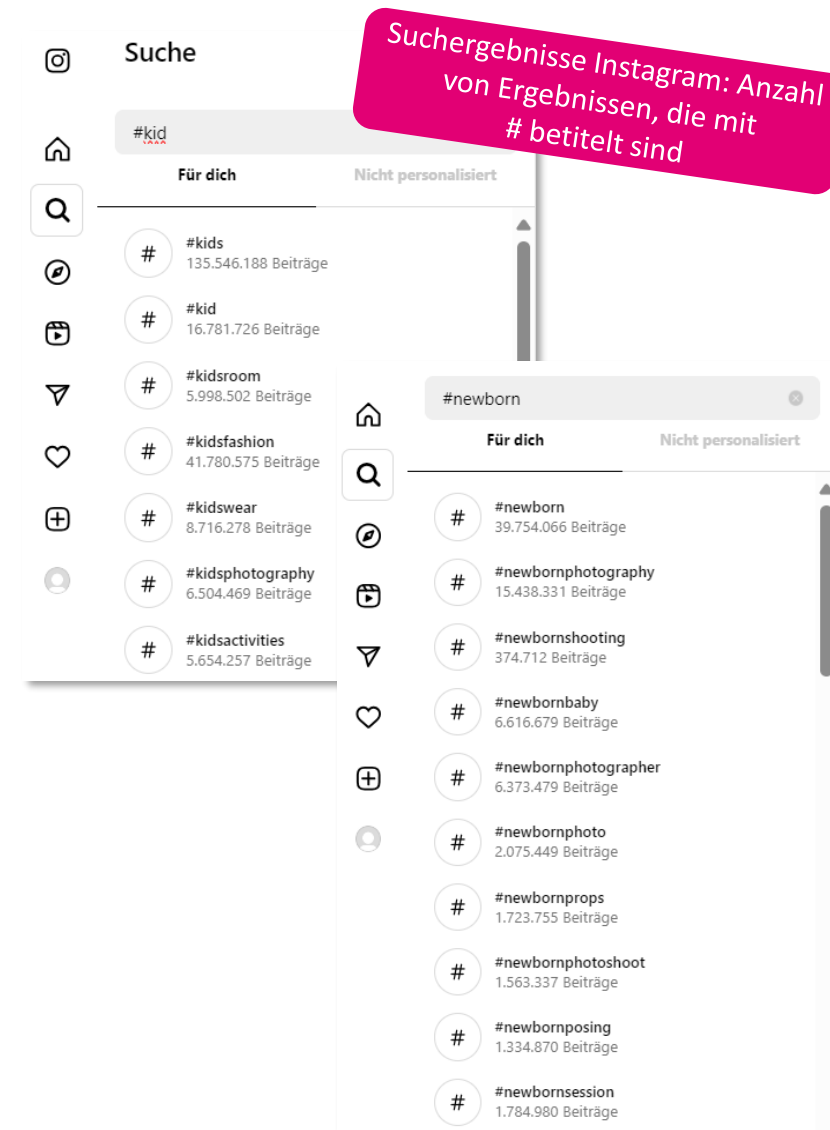 Suche
Suchergebnisse Instagram: Anzahl
von Ergebnissen, die mit
# betitelt sind
#kid
Für dich
Nicht personalisiert
#
#kids
135.546.188 Beiträge
#
#kid
16.781.726 Beiträge
#
#kidsroom
5.998.502 Beiträge
#
#kidsfashion
41.780.575 Beiträge
#
#kidswear
8.716.278 Beiträge
#
#kidsphotography
6.504.469 Beiträge
#
#kidsactivities
5.654.257 Beiträge
#newborn
Für dich
Nicht personalisiert
#
#newborn
39.754.066 Beiträge
#
#newbornphotography
15.438.331 Beiträge
#
#newbornshooting
374.712 Beiträge
#
#newbornbaby
6.616.679 Beiträge
#
#newbornphotographer
6.373.479 Beiträge
#
#newbornphoto
2.075.449 Beiträge
#
#newbornprops
1.723.755 Beiträge
#
#newbornphotoshoot
1.563.337 Beiträge
#
#newbornposing
1.334.870 Beiträge
#
#newbornsession
1.784.980 Beiträge